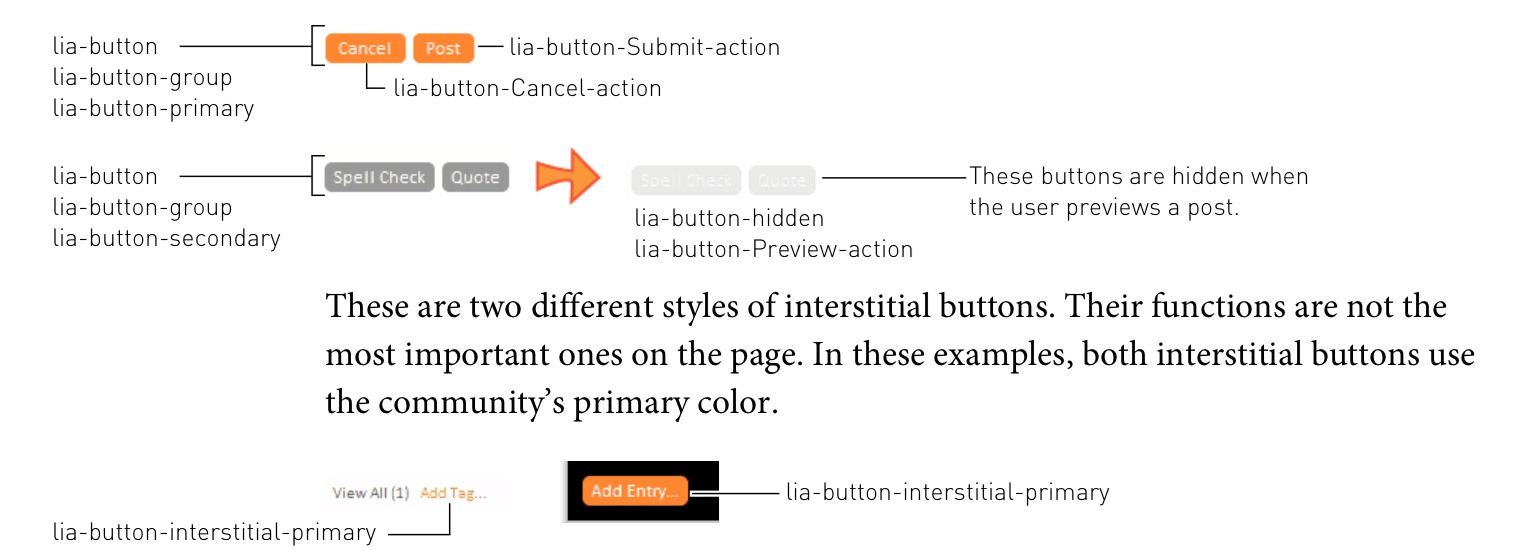 lia-button
lia-button-group
lia-button-primary
Cancel Post
lia-button-Submit-action
lia-button-Cancel-action
lia-button
lia-button-group
lia-button-secondary
Spell Check Quote
Spell Check Quote
lia-button-hidden
lia-button-Preview-action
These buttons are hidden when
the user previews a post.
These are two different styles of interstitial buttons. Their functions are not the
most important ones on the page. In these examples, both interstitial buttons use
the community’s primary color.
View All (1) Add Tag...
lia-button-interstitial-primary
Add Entry...
lia-button-interstitial-primary